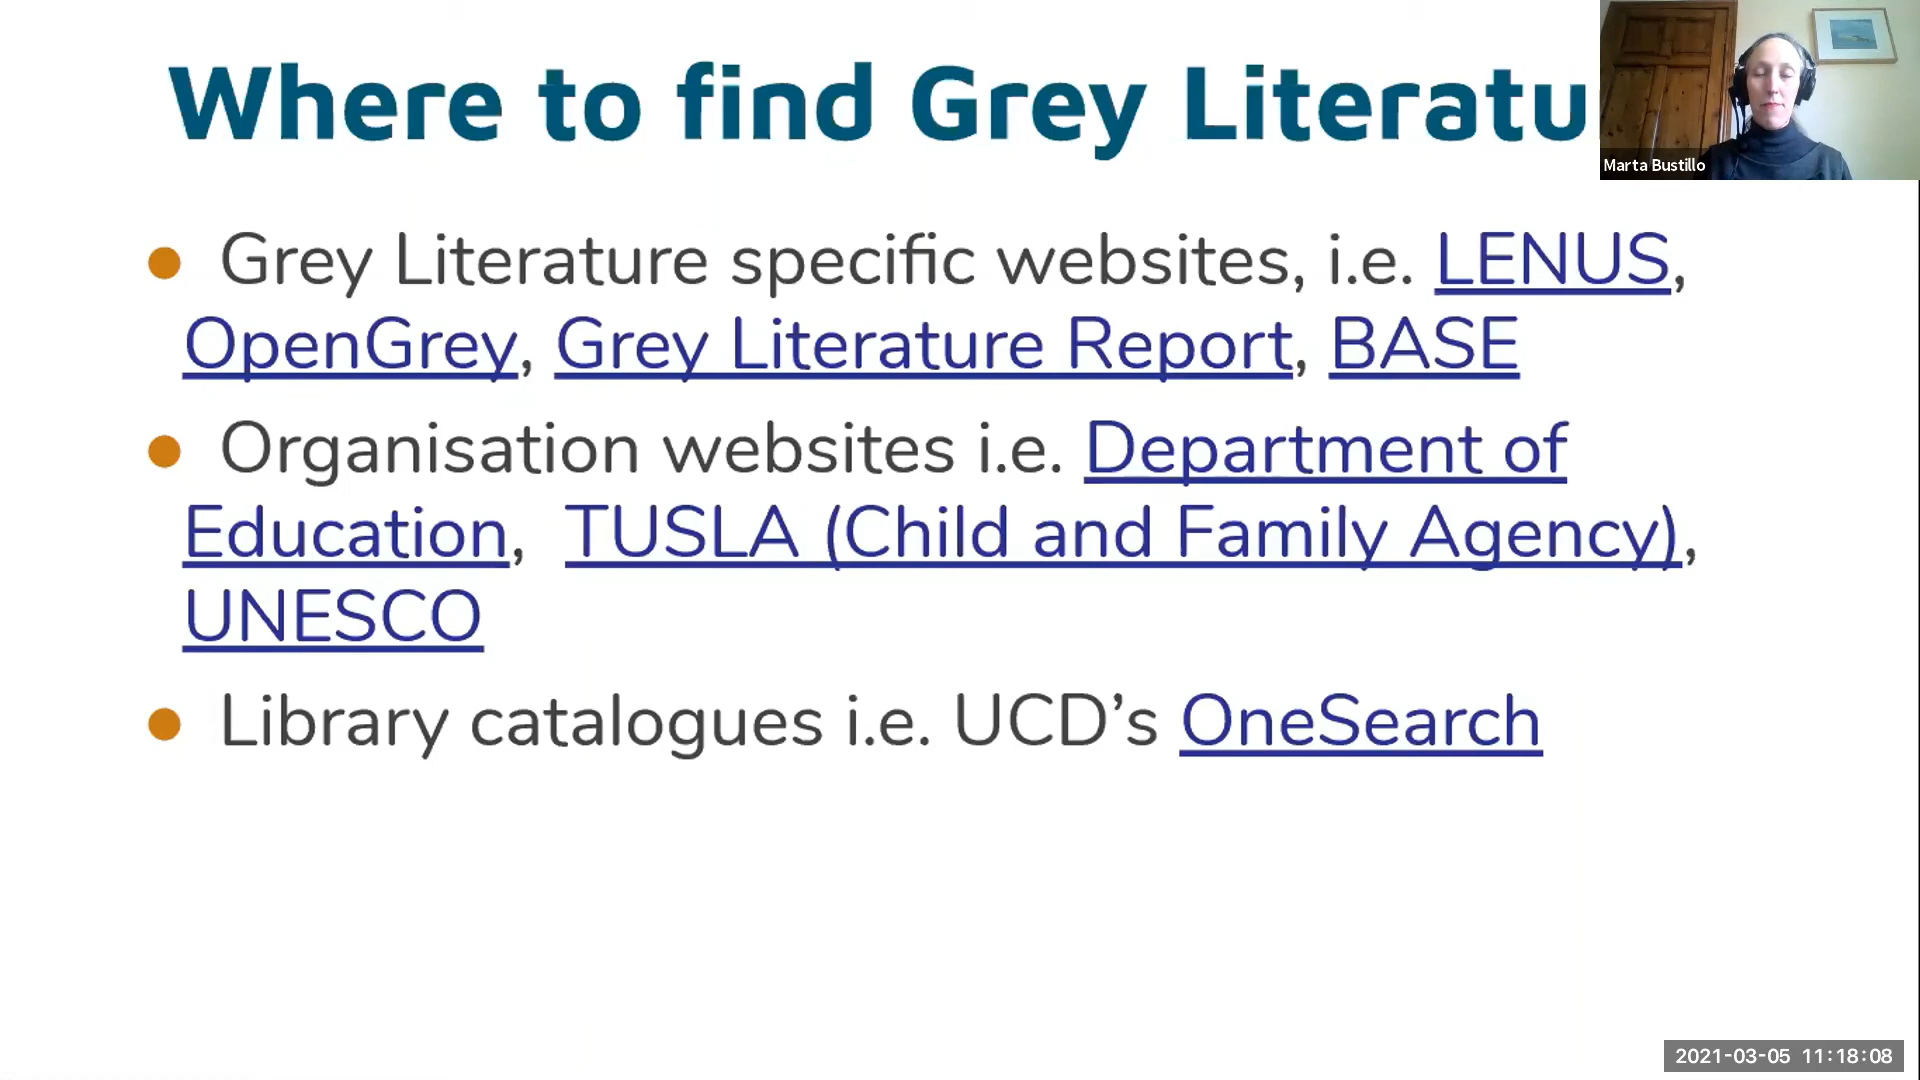 Where to find Grey Literatu
Marta Bustillo
Grey Literature specific websites, i.e. LENUS,
OpenGrey, Grey Literature Report, BASE
Organisation websites i.e. Department of
Education, TUSLA (Child and Family Agency),
UNESCO
Library catalogues i.e. UCD’s OneSearch
2021-03-05 11:18:08